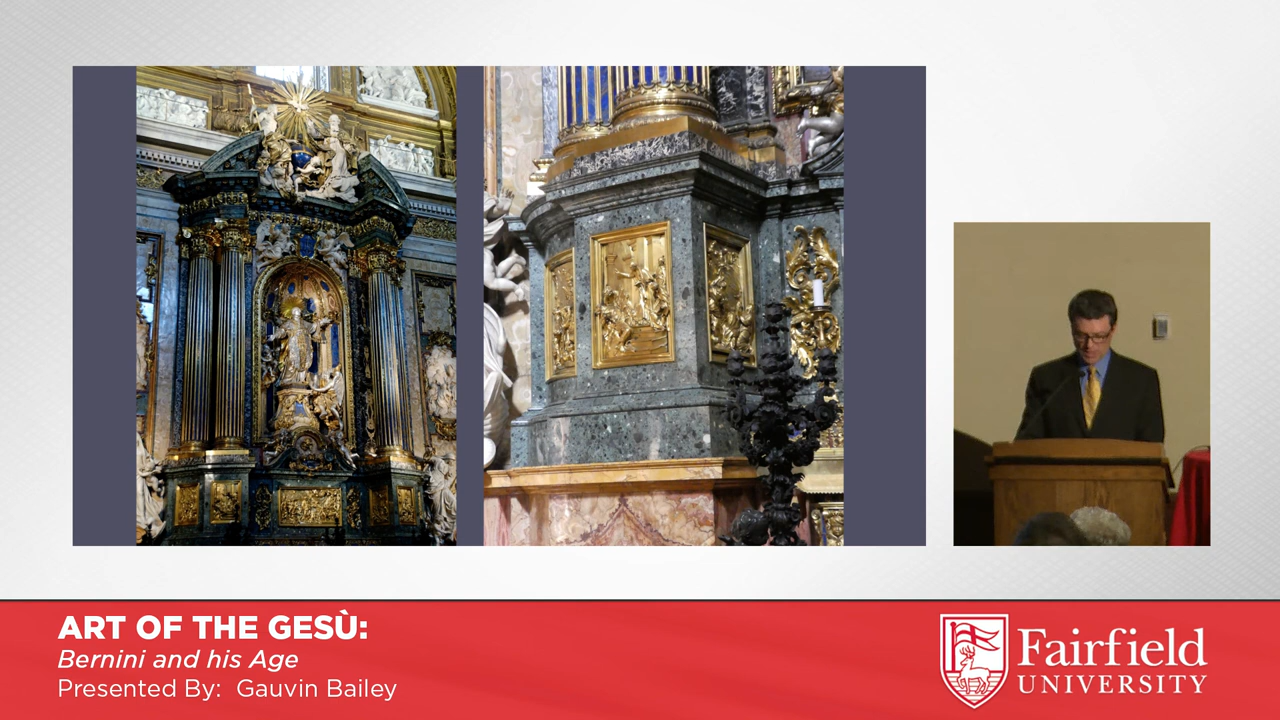 ART OF THE GESÙ:
Bernini and his Age
Presented By: Gauvin Bailey
Fairfield
UNIVERSITY